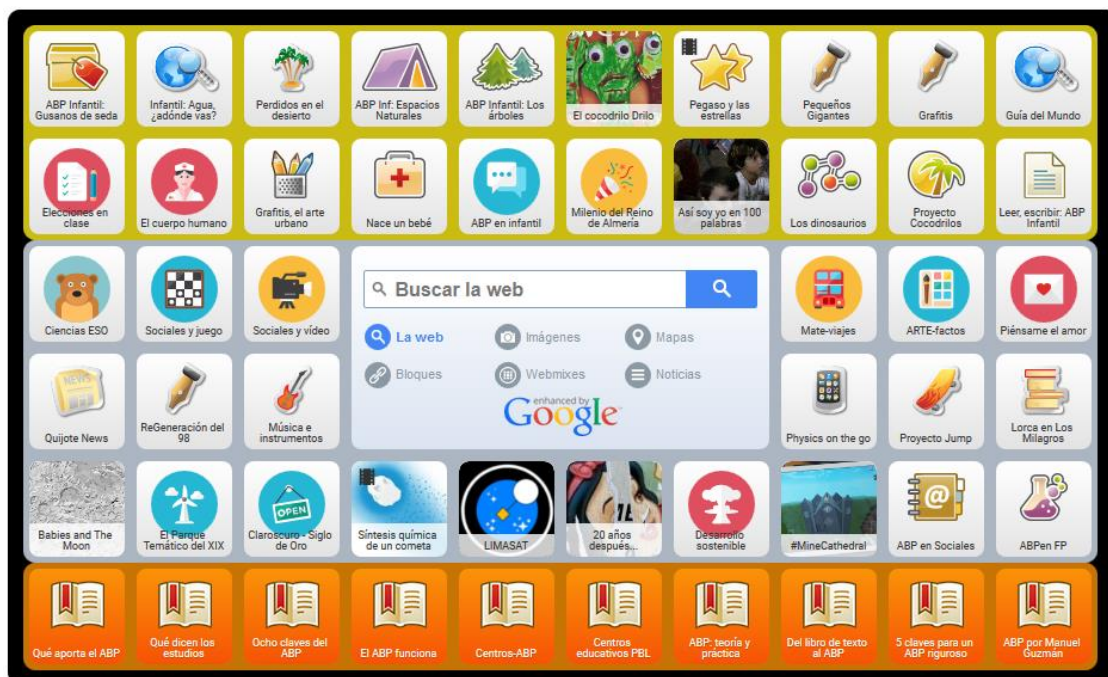 ABP Infantil:
Gusanos de seda
Infantil: Agua,
¿adónde vas?
Perdidos en el
desierto
ABP Inf: Espacios
Naturales
ABP Infantil: Los
árboles
El cocodrilo Drilo
Pegaso y las
estrellas
Pequeños
Gigantes
Grafitis
Guía del Mundo
Elecciones en
clase
El cuerpo humano
Grafitis, el arte
urbano
Nace un bebé
ABP en infantil
Milenio del Reino
de Almería
Así soy yo en 100
palabras
Los dinosaurios
Proyecto
Cocodrilos
Leer, escribir: ABP
Infantil
Ciencias ESO
Sociales y juego
Sociales y vídeo
Buscar la web
La web
Imágenes
Mapas
Bloques
Webmixes
Noticias
enhanced by
Google
Mate-viajes
ARTE-factos
Piénsame el amor
NEWS
Quijote News
ReGeneración del
98
Música e
instrumentos
Physics on the go
Proyecto Jump
Lorca en Los
Milagros
Babies and The
Moon
El Parque
Temático del XIX
OPEN
Claroscuro - Siglo
de Oro
Síntesis química
de un cometa
LIMASAT
20 años
después...
Desarrollo
sostenible
#MineCathedral
@
ABP en Sociales
ABPen FP
Qué aporta el ABP
Qué dicen los
estudios
Ocho claves del
ABP
El ABP funciona
Centros-ABP
Centros
educativos PBL
ABP: teoría y
práctica
Del libro de texto
al ABP
5 claves para un
ABP riguroso
ABP por Manuel
Guzmán